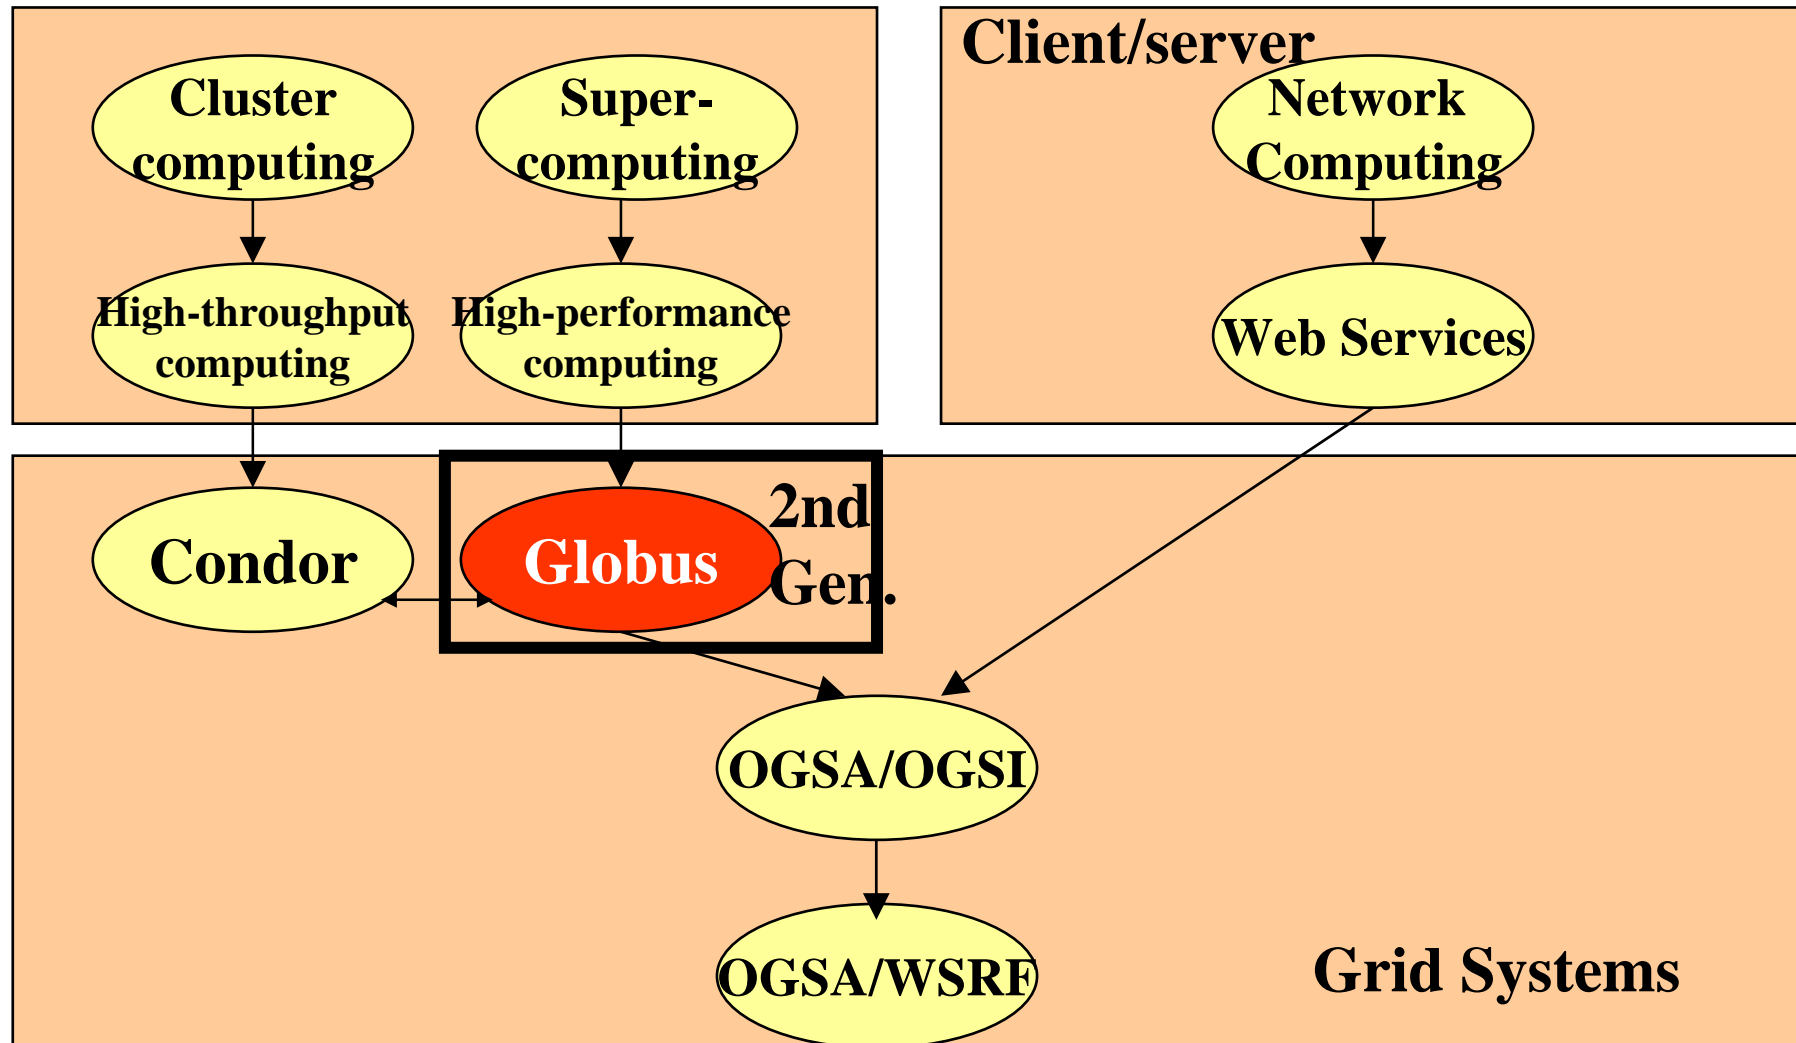 Cluster
computing
Super-
computing
Client/server
Network
Computing
High-throughput
computing
High-performance
computing
Web Services
Condor
Globus
2nd
Gen.
OGSA/OGSI
OGSA/WSRF
Grid Systems